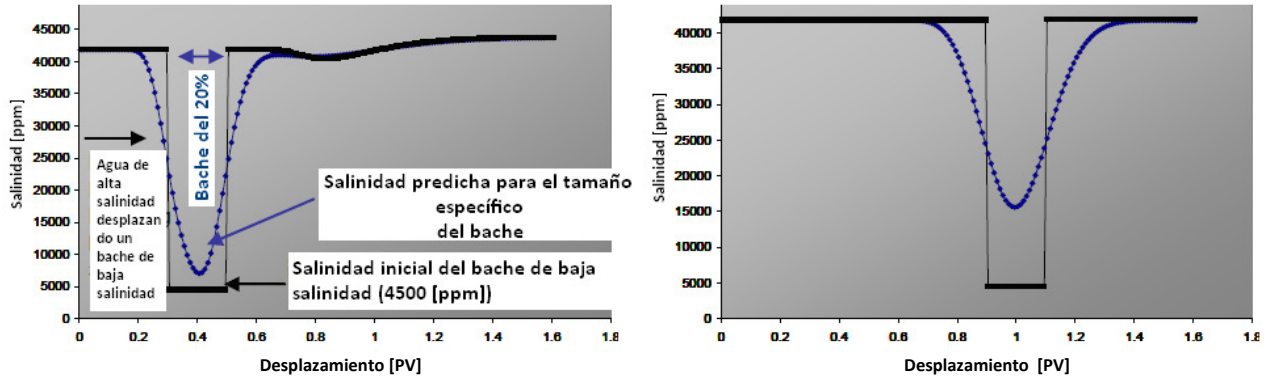 45000
40000
35000
30000
25000
20000
15000
10000
5000
0
Salinidad [ppm]
Bache del 20%
Agua de
alta
salinidad
desplazan
do un
bache de
baja
salinidad
Salinidad predicha para el tamaño
específico
del bache
Salinidad inicial del bache de baja
salinidad (4500 [ppm])
0 0.2 0.4 0.6 0.8 1 1.2 1.4 1.6 1.8
Desplazamiento [PV]
40000
35000
30000
25000
20000
15000
10000
5000
0
Salinidad [ppm]
0 0.2 0.4 0.6 0.8 1 1.2 1.4 1.6 1.8
Desplazamiento [PV]